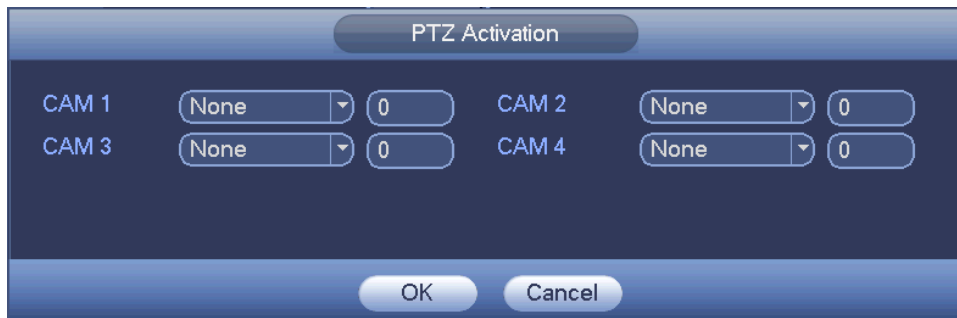 PTZ Activation
CAM 1 None 0 CAM 2 None 0
CAM 3 None 0 CAM 4 None 0
OK Cancel